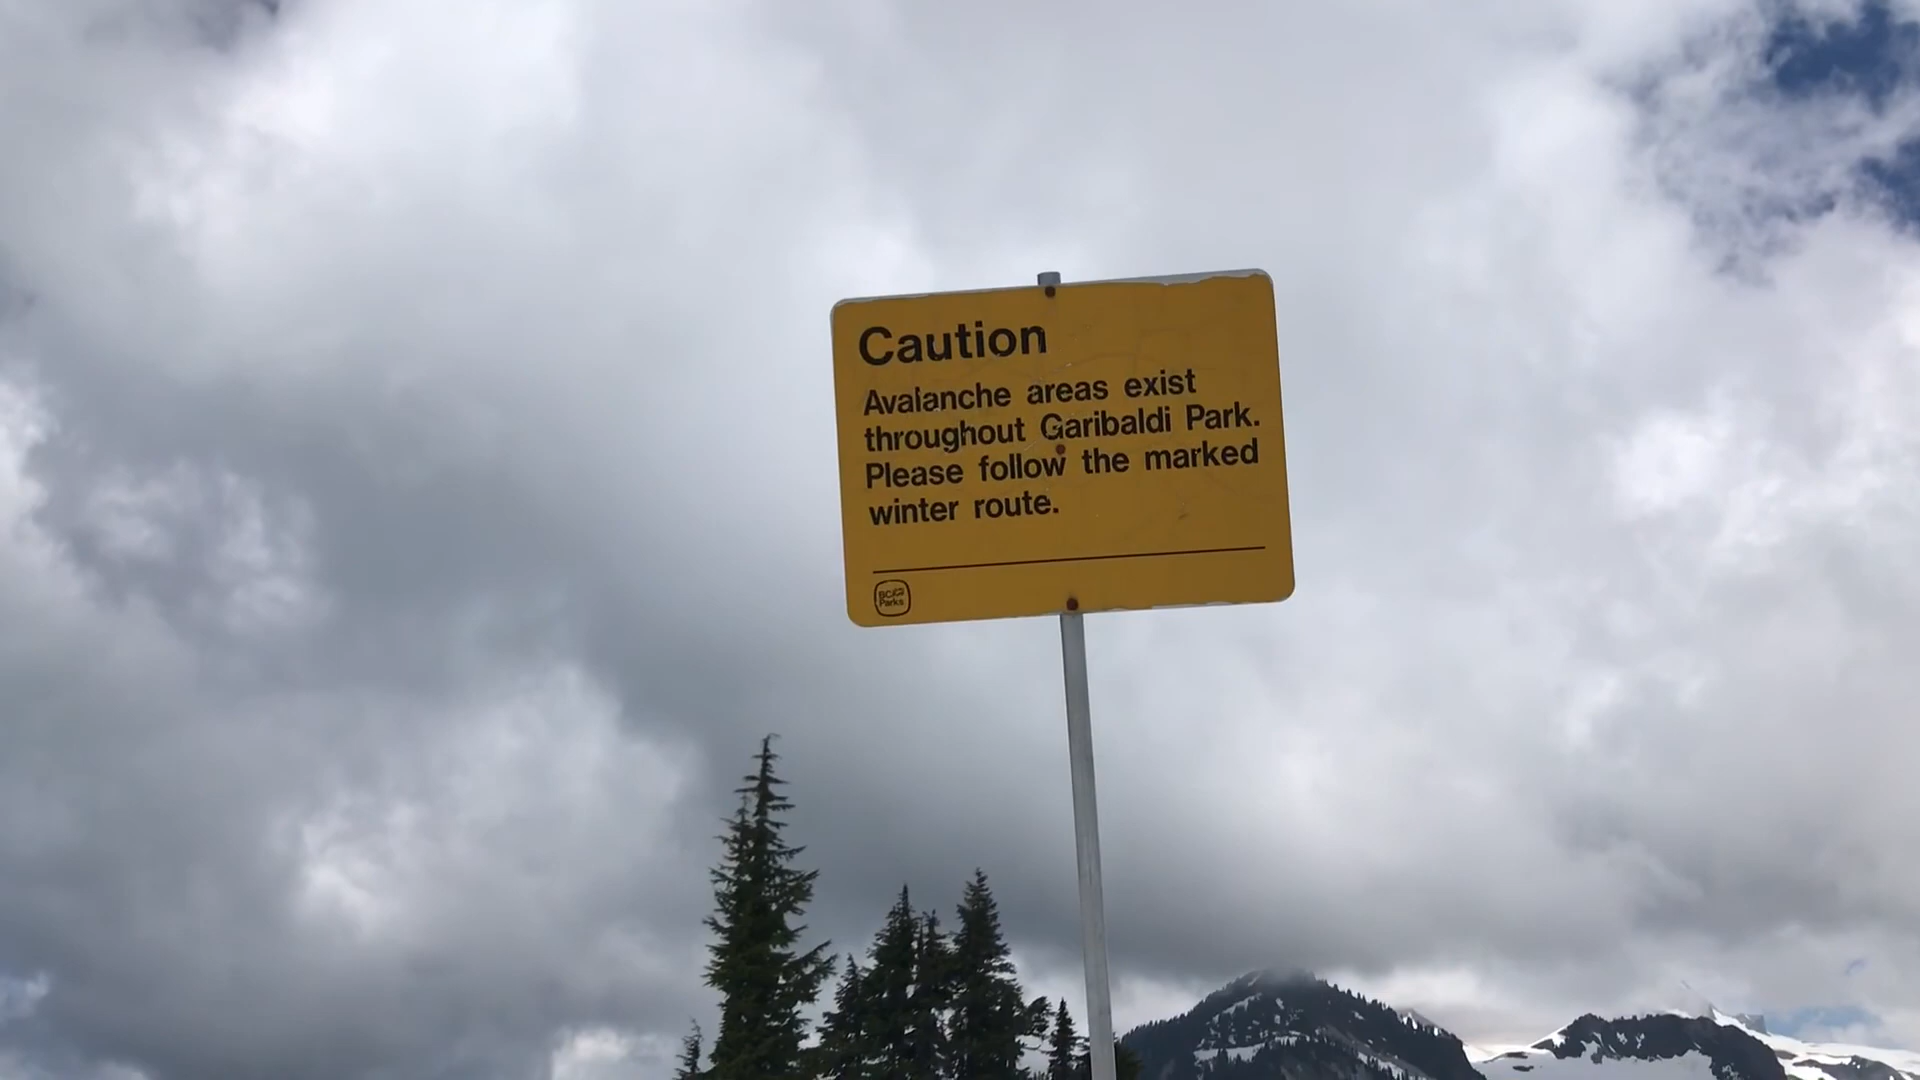 Caution
Avalanche areas exist
throughout Garibaldi Park.
Please follow the marked
winter route.
BC
Parks